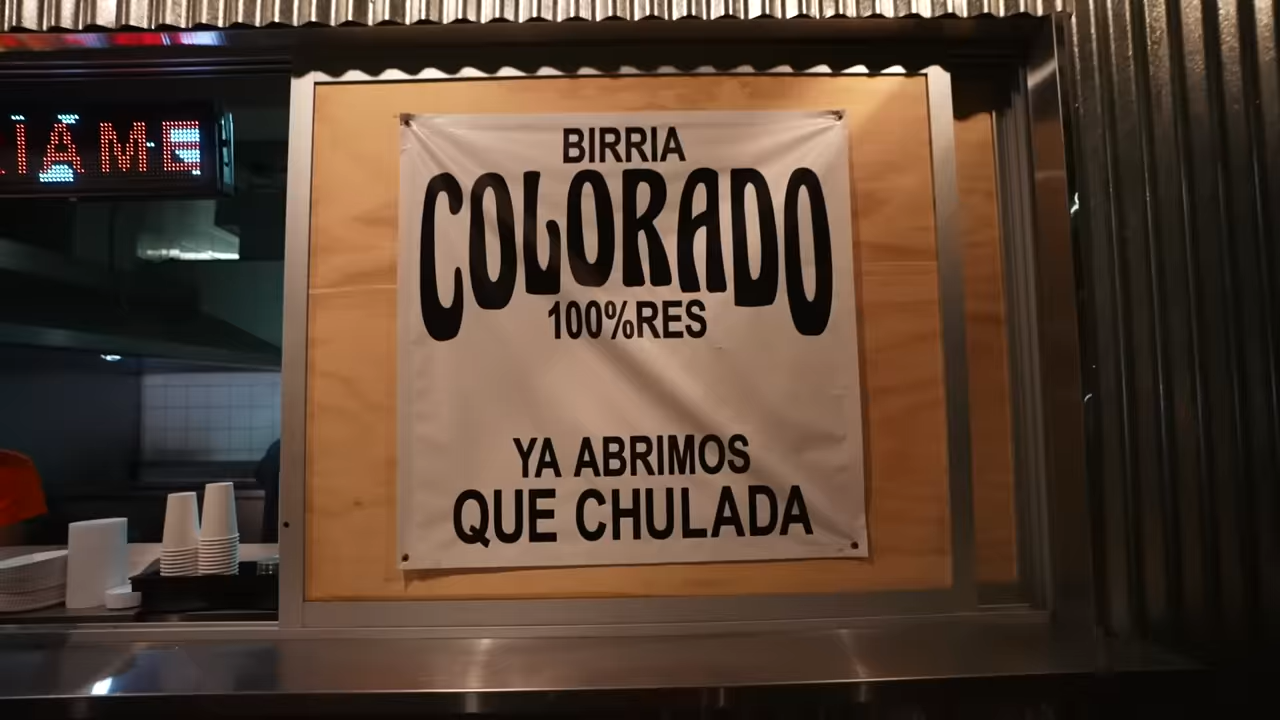 BIRRIA
COLORADO
100%RES
YA ABRIMOS
QUE CHULADA